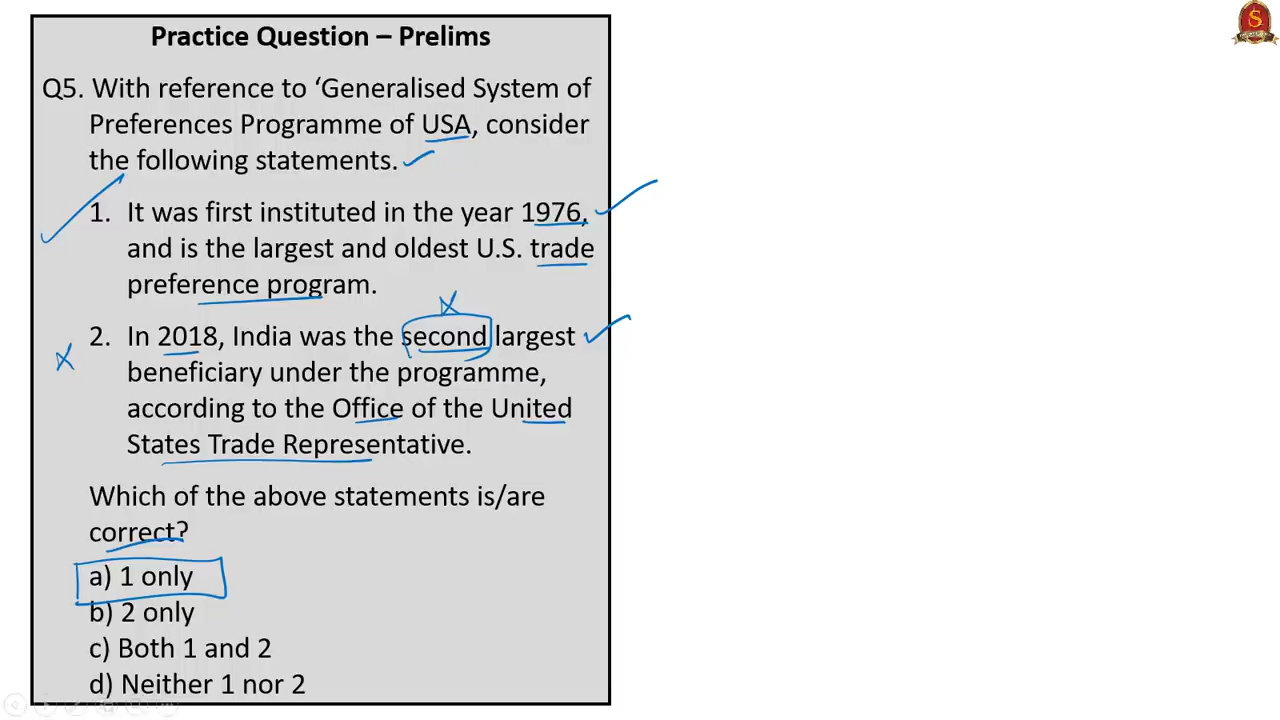 Practice Question – Prelims
Q5. With reference to ‘Generalised System of
Preferences Programme of USA, consider
the following statements.
1. It was first instituted in the year 1976,
and is the largest and oldest U.S. trade
preference program.
2. In 2018, India was the second largest
beneficiary under the programme,
according to the Office of the United
States Trade Representative.
Which of the above statements is/are
correct?
a) 1 only
b) 2 only
c) Both 1 and 2
d) Neither 1 nor 2